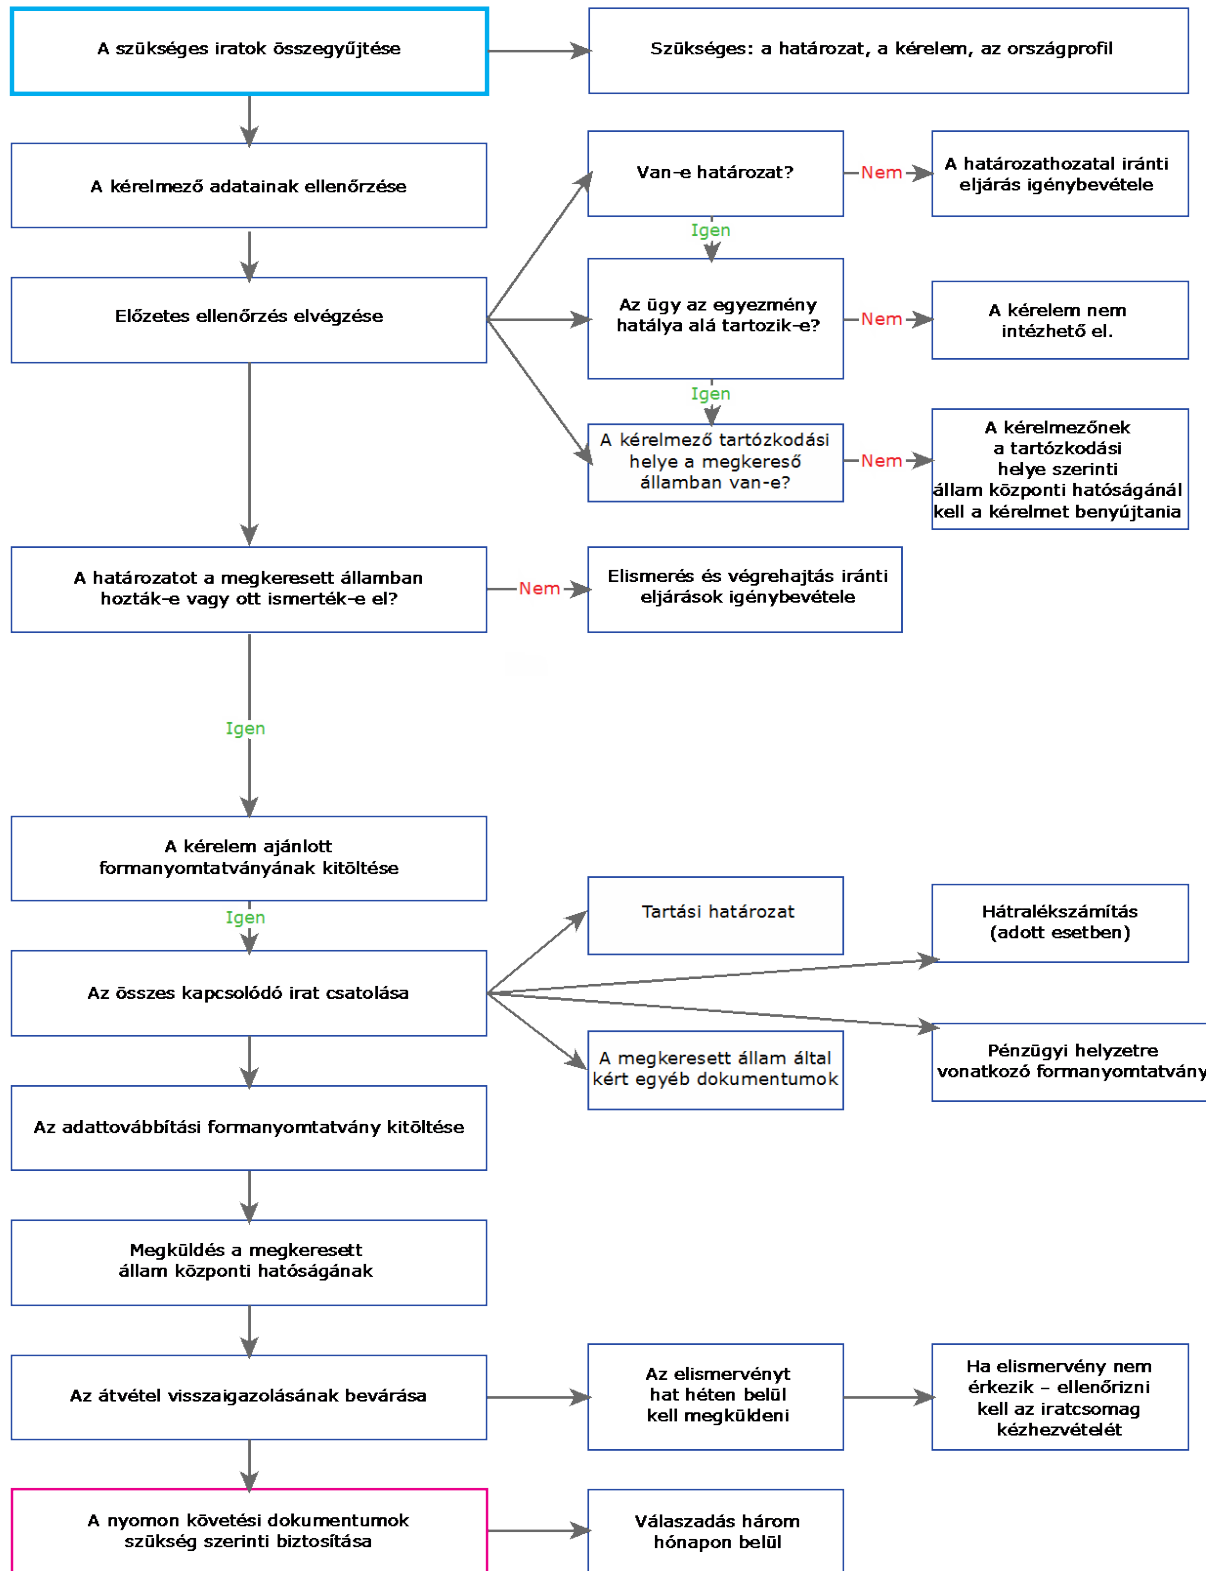 A szükséges iratok összegyűjtése
Szükséges: a határozat, a kérelem, az országprofil
A kérelmező adatainak ellenőrzése
Van-e határozat?
Nem
A határozathozatal iránti
eljárás igénybevétele
Igen
Előzetes ellenőrzés elvégzése
Az ügy az egyezmény
hatálya alá tartozik-e?
Nem
A kérelem nem
intézhető el.
Igen
A kérelmező tartózkodási
helye a megkereső
államban van-e?
Nem
A kérelmezőnek
a tartózkodási
helye szerinti
állam központi hatóságánál
kell a kérelmet benyújtania
A határozatot a megkeresett államban
hozták-e vagy ott ismerték-e el?
Nem
Elismerés és végrehajtás iránti
eljárások igénybevétele
Igen
A kérelem ajánlott
formanyomtatványának kitöltése
Igen
Az összes kapcsolódó irat csatolása
Tartási határozat
Hátralékszámítás
(adott esetben)
A megkeresett állam által
kért egyéb dokumentumok
Pénzügyi helyzetre
vonatkozó formanyomtatvány
Az adattovábbítási formanyomtatvány kitöltése
Megküldés a megkeresett
állam központi hatóságának
Az átvétel visszaigazolásának bevárása
Az elismervényt
hat héten belül
kell megküldeni
Ha elismervény nem
érkezik – ellenőrizni
kell az iratcsomag
kézhezvételét
A nyomon követési dokumentumok
szükség szerinti biztosítása
Válaszadás három
hónapon belül